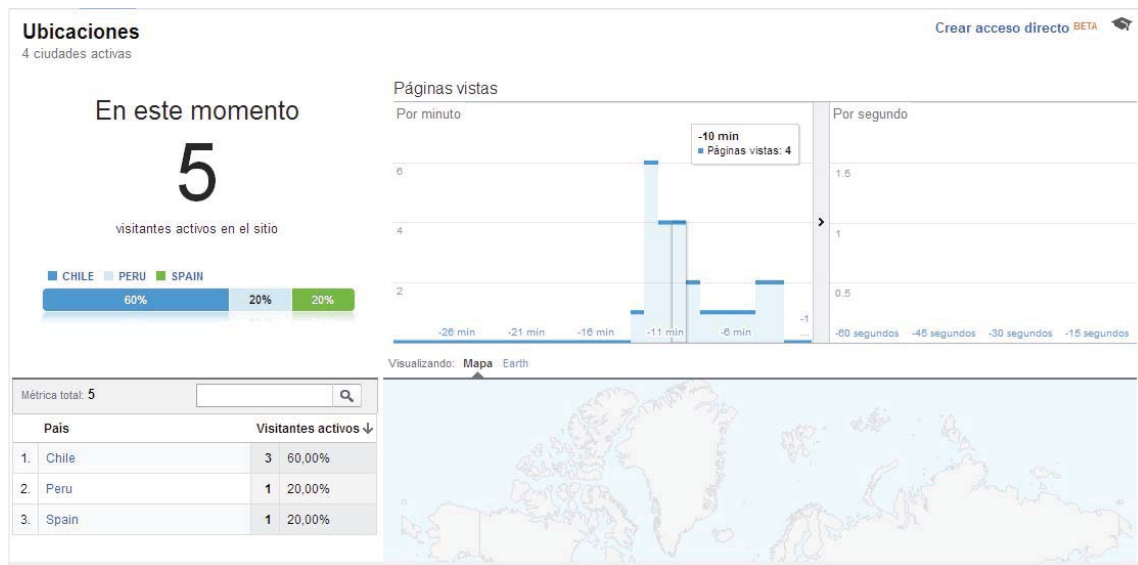 Ubicaciones
4 ciudades activas
Crear acceso directo BETA
En este momento
5
visitantes activos en el sitio
CHILE PERU SPAIN
60% 20% 20%
Páginas vistas
Por minuto
-10 min
Páginas vistas: 4
6
4
2
-26 min -21 min -16 min -11 min -6 min -1
...
Por segundo
1.5
1
0.5
-60 segundos -45 segundos -30 segundos -15 segundos
Visualizando: Mapa Earth
Métrica total: 5
País Visitantes activos
1. Chile 3 60,00%
2. Peru 1 20,00%
3. Spain 1 20,00%